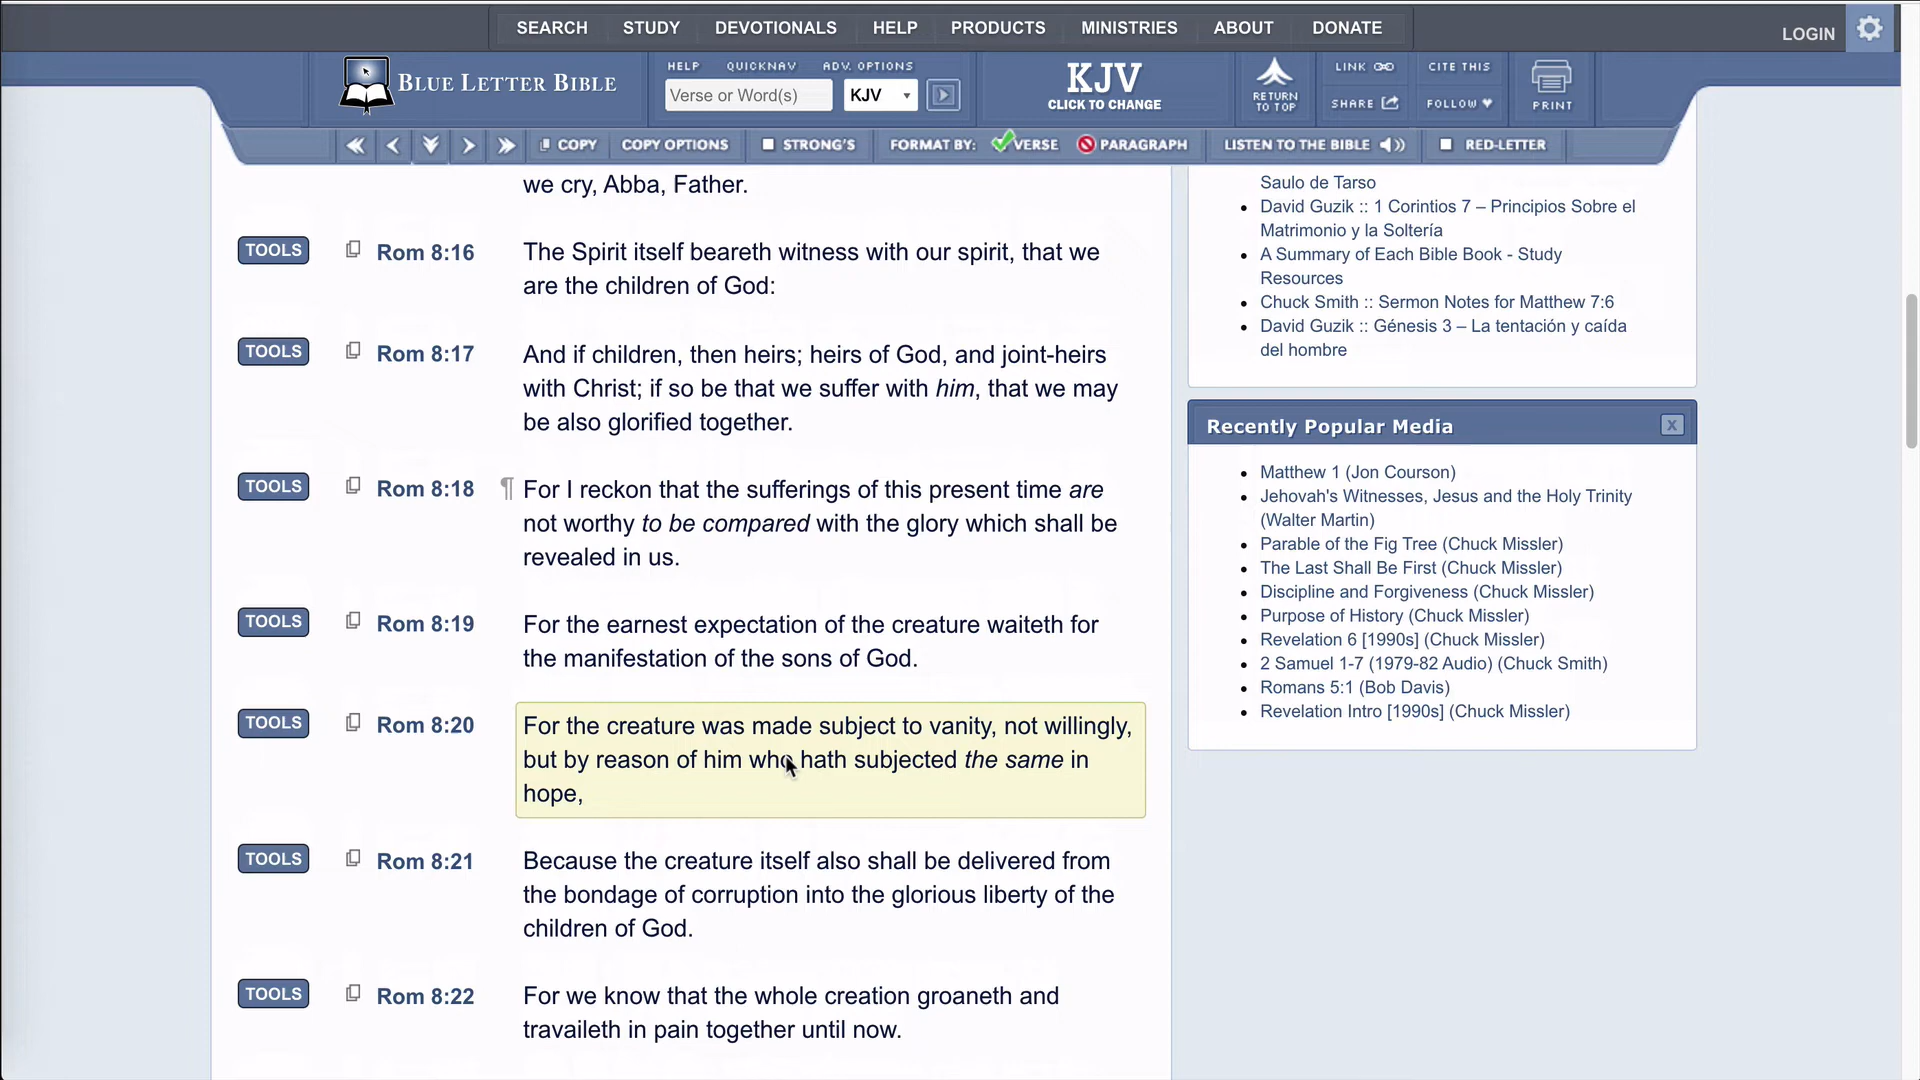 SEARCH STUDY DEVOTIONALS HELP PRODUCTS MINISTRIES ABOUT DONATE LOGIN
BLUE LETTER BIBLE
HELP QUICKNAV ADV. OPTIONS
Verse or Word(s) KJV
KJV
CLICK TO CHANGE
RETURN
TO TOP
LINK CITE THIS
SHARE FOLLOW
PRINT
COPY COPY OPTIONS STRONG'S FORMAT BY: VERSE PARAGRAPH LISTEN TO THE BIBLE RED-LETTER
we cry, Abba, Father.
TOOLS Rom 8:16 The Spirit itself beareth witness with our spirit, that we
are the children of God:
TOOLS Rom 8:17 And if children, then heirs; heirs of God, and joint-heirs
with Christ; if so be that we suffer with him, that we may
be also glorified together.
TOOLS Rom 8:18 ¶ For I reckon that the sufferings of this present time are
not worthy to be compared with the glory which shall be
revealed in us.
TOOLS Rom 8:19 For the earnest expectation of the creature waiteth for
the manifestation of the sons of God.
TOOLS Rom 8:20 For the creature was made subject to vanity, not willingly,
but by reason of him who hath subjected the same in
hope,
TOOLS Rom 8:21 Because the creature itself also shall be delivered from
the bondage of corruption into the glorious liberty of the
children of God.
TOOLS Rom 8:22 For we know that the whole creation groaneth and
travaileth in pain together until now.
Saulo de Tarso
• David Guzik :: 1 Corintios 7 – Principios Sobre el
Matrimonio y la Soltería
• A Summary of Each Bible Book - Study
Resources
• Chuck Smith :: Sermon Notes for Matthew 7:6
• David Guzik :: Génesis 3 – La tentación y caída
del hombre
Recently Popular Media X
• Matthew 1 (Jon Courson)
• Jehovah's Witnesses, Jesus and the Holy Trinity
(Walter Martin)
• Parable of the Fig Tree (Chuck Missler)
• The Last Shall Be First (Chuck Missler)
• Discipline and Forgiveness (Chuck Missler)
• Purpose of History (Chuck Missler)
• Revelation 6 [1990s] (Chuck Missler)
• 2 Samuel 1-7 (1979-82 Audio) (Chuck Smith)
• Romans 5:1 (Bob Davis)
• Revelation Intro [1990s] (Chuck Missler)